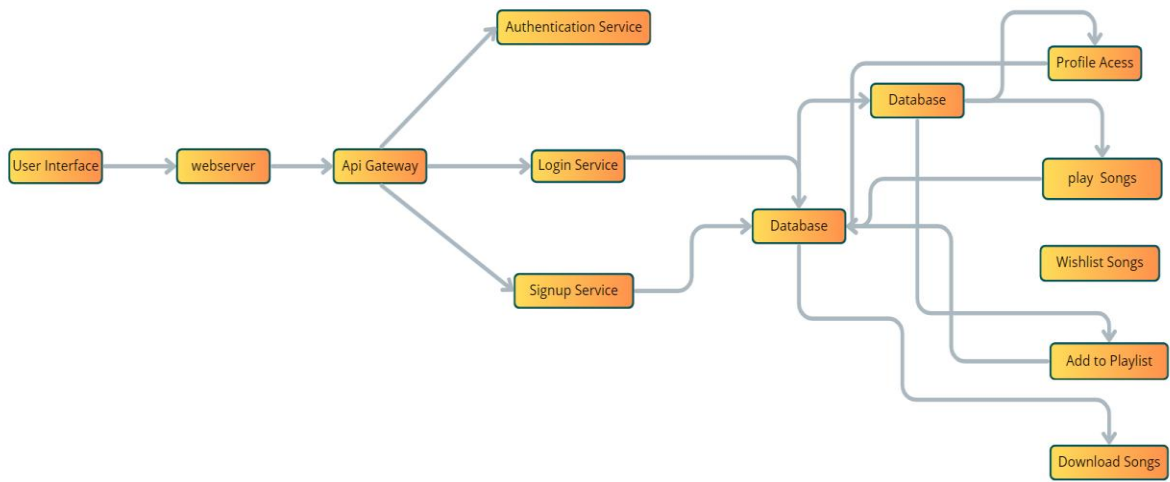 Authentication Service
Profile Acess
Database
User Interface
webserver
Api Gateway
Login Service
play Songs
Database
Wishlist Songs
Signup Service
Add to Playlist
Download Songs